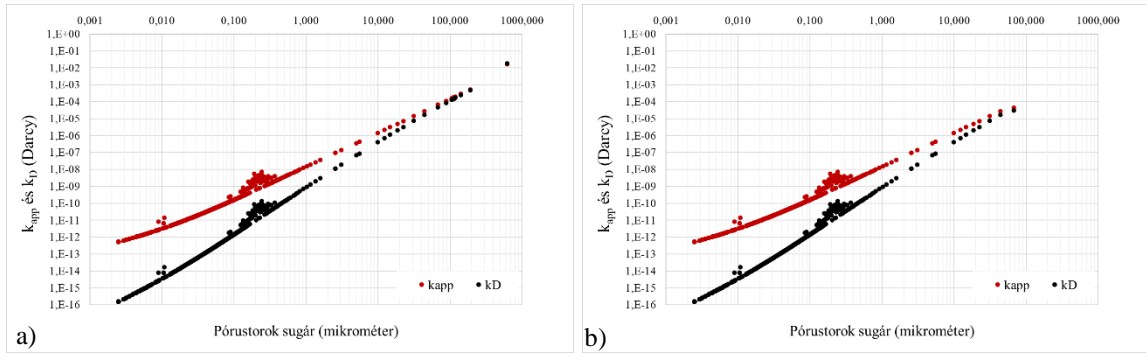 0,001 0,010 0,100 1,000 10,000 100,000 1000,000
1,E+00
1,E-01
1,E-02
1,E-03
1,E-04
1,E-05
1,E-06
1,E-07
1,E-08
1,E-09
1,E-10
1,E-11
1,E-12
1,E-13
1,E-14
1,E-15
1,E-16
kapp és kD (Darcy)
kapp kD
Pórustorok sugár (mikrométer)
a)
0,001 0,010 0,100 1,000 10,000 100,000 1000,000
1,E+00
1,E-01
1,E-02
1,E-03
1,E-04
1,E-05
1,E-06
1,E-07
1,E-08
1,E-09
1,E-10
1,E-11
1,E-12
1,E-13
1,E-14
1,E-15
1,E-16
kapp és kD (Darcy)
kapp kD
Pórustorok sugár (mikrométer)
b)